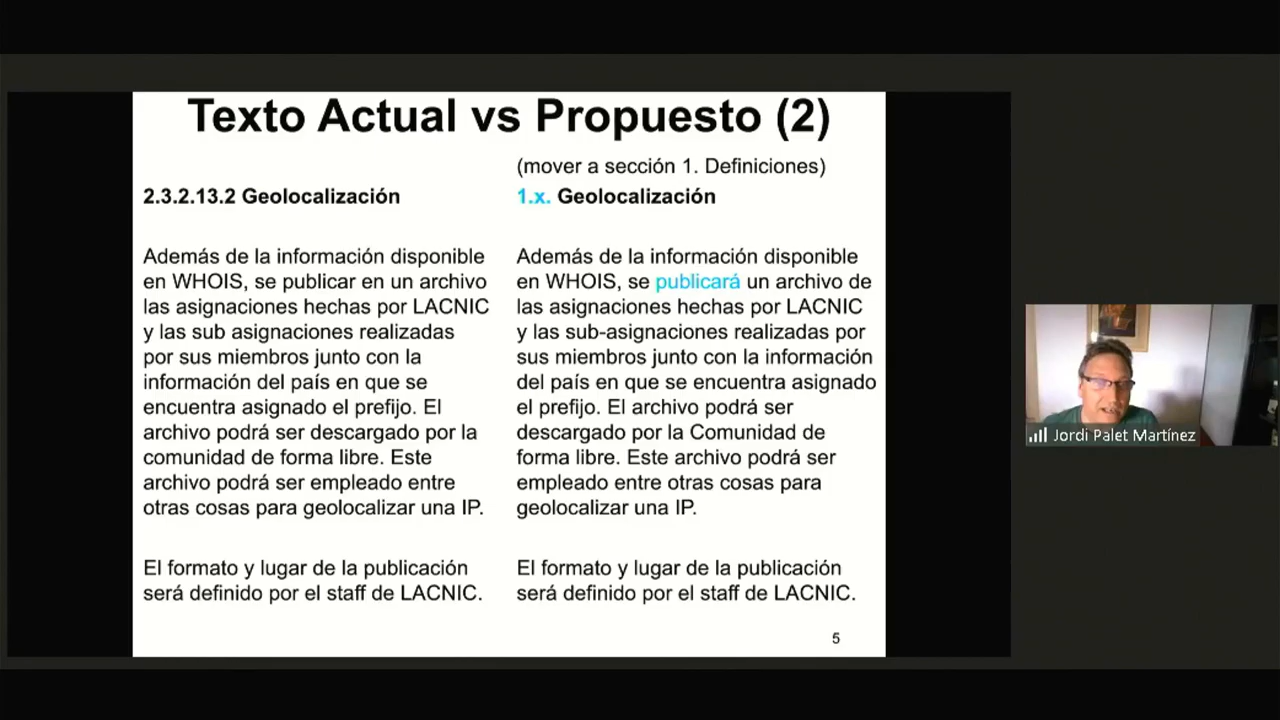 Texto Actual vs Propuesto (2)
2.3.2.13.2 Geolocalización
Además de la información disponible
en WHOIS, se publicar en un archivo
las asignaciones hechas por LACNIC
y las sub asignaciones realizadas
por sus miembros junto con la
información del país en que se
encuentra asignado el prefijo. El
archivo podrá ser descargado por la
comunidad de forma libre. Este
archivo podrá ser empleado entre
otras cosas para geolocalizar una IP.
El formato y lugar de la publicación
será definido por el staff de LACNIC.
(mover a sección 1. Definiciones)
1.x. Geolocalización
Además de la información disponible
en WHOIS, se publicará un archivo de
las asignaciones hechas por LACNIC
y las sub-asignaciones realizadas por
sus miembros junto con la información
del país en que se encuentra asignado
el prefijo. El archivo podrá ser
descargado por la Comunidad de
forma libre. Este archivo podrá ser
empleado entre otras cosas para
geolocalizar una IP.
El formato y lugar de la publicación
será definido por el staff de LACNIC.
5
Jordi Palet Martínez